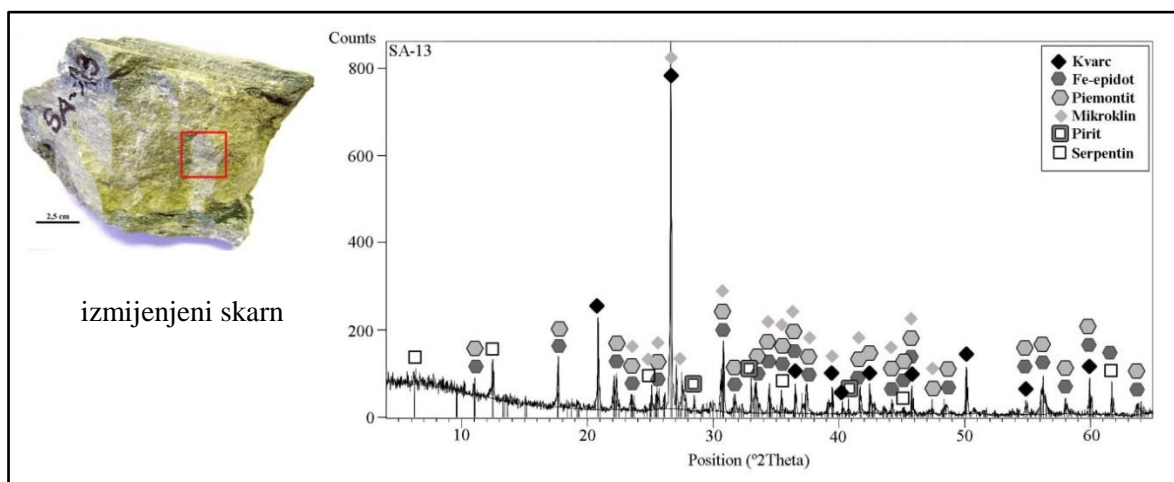 SA-13
2,5 cm
izmijenjeni skarn
Counts
SA-13
800
600
400
200
0
10
20
30
40
50
60
Position (°2Theta)
Kvarc
Fe-epidot
Piemontit
Mikroklin
Pirit
Serpentin